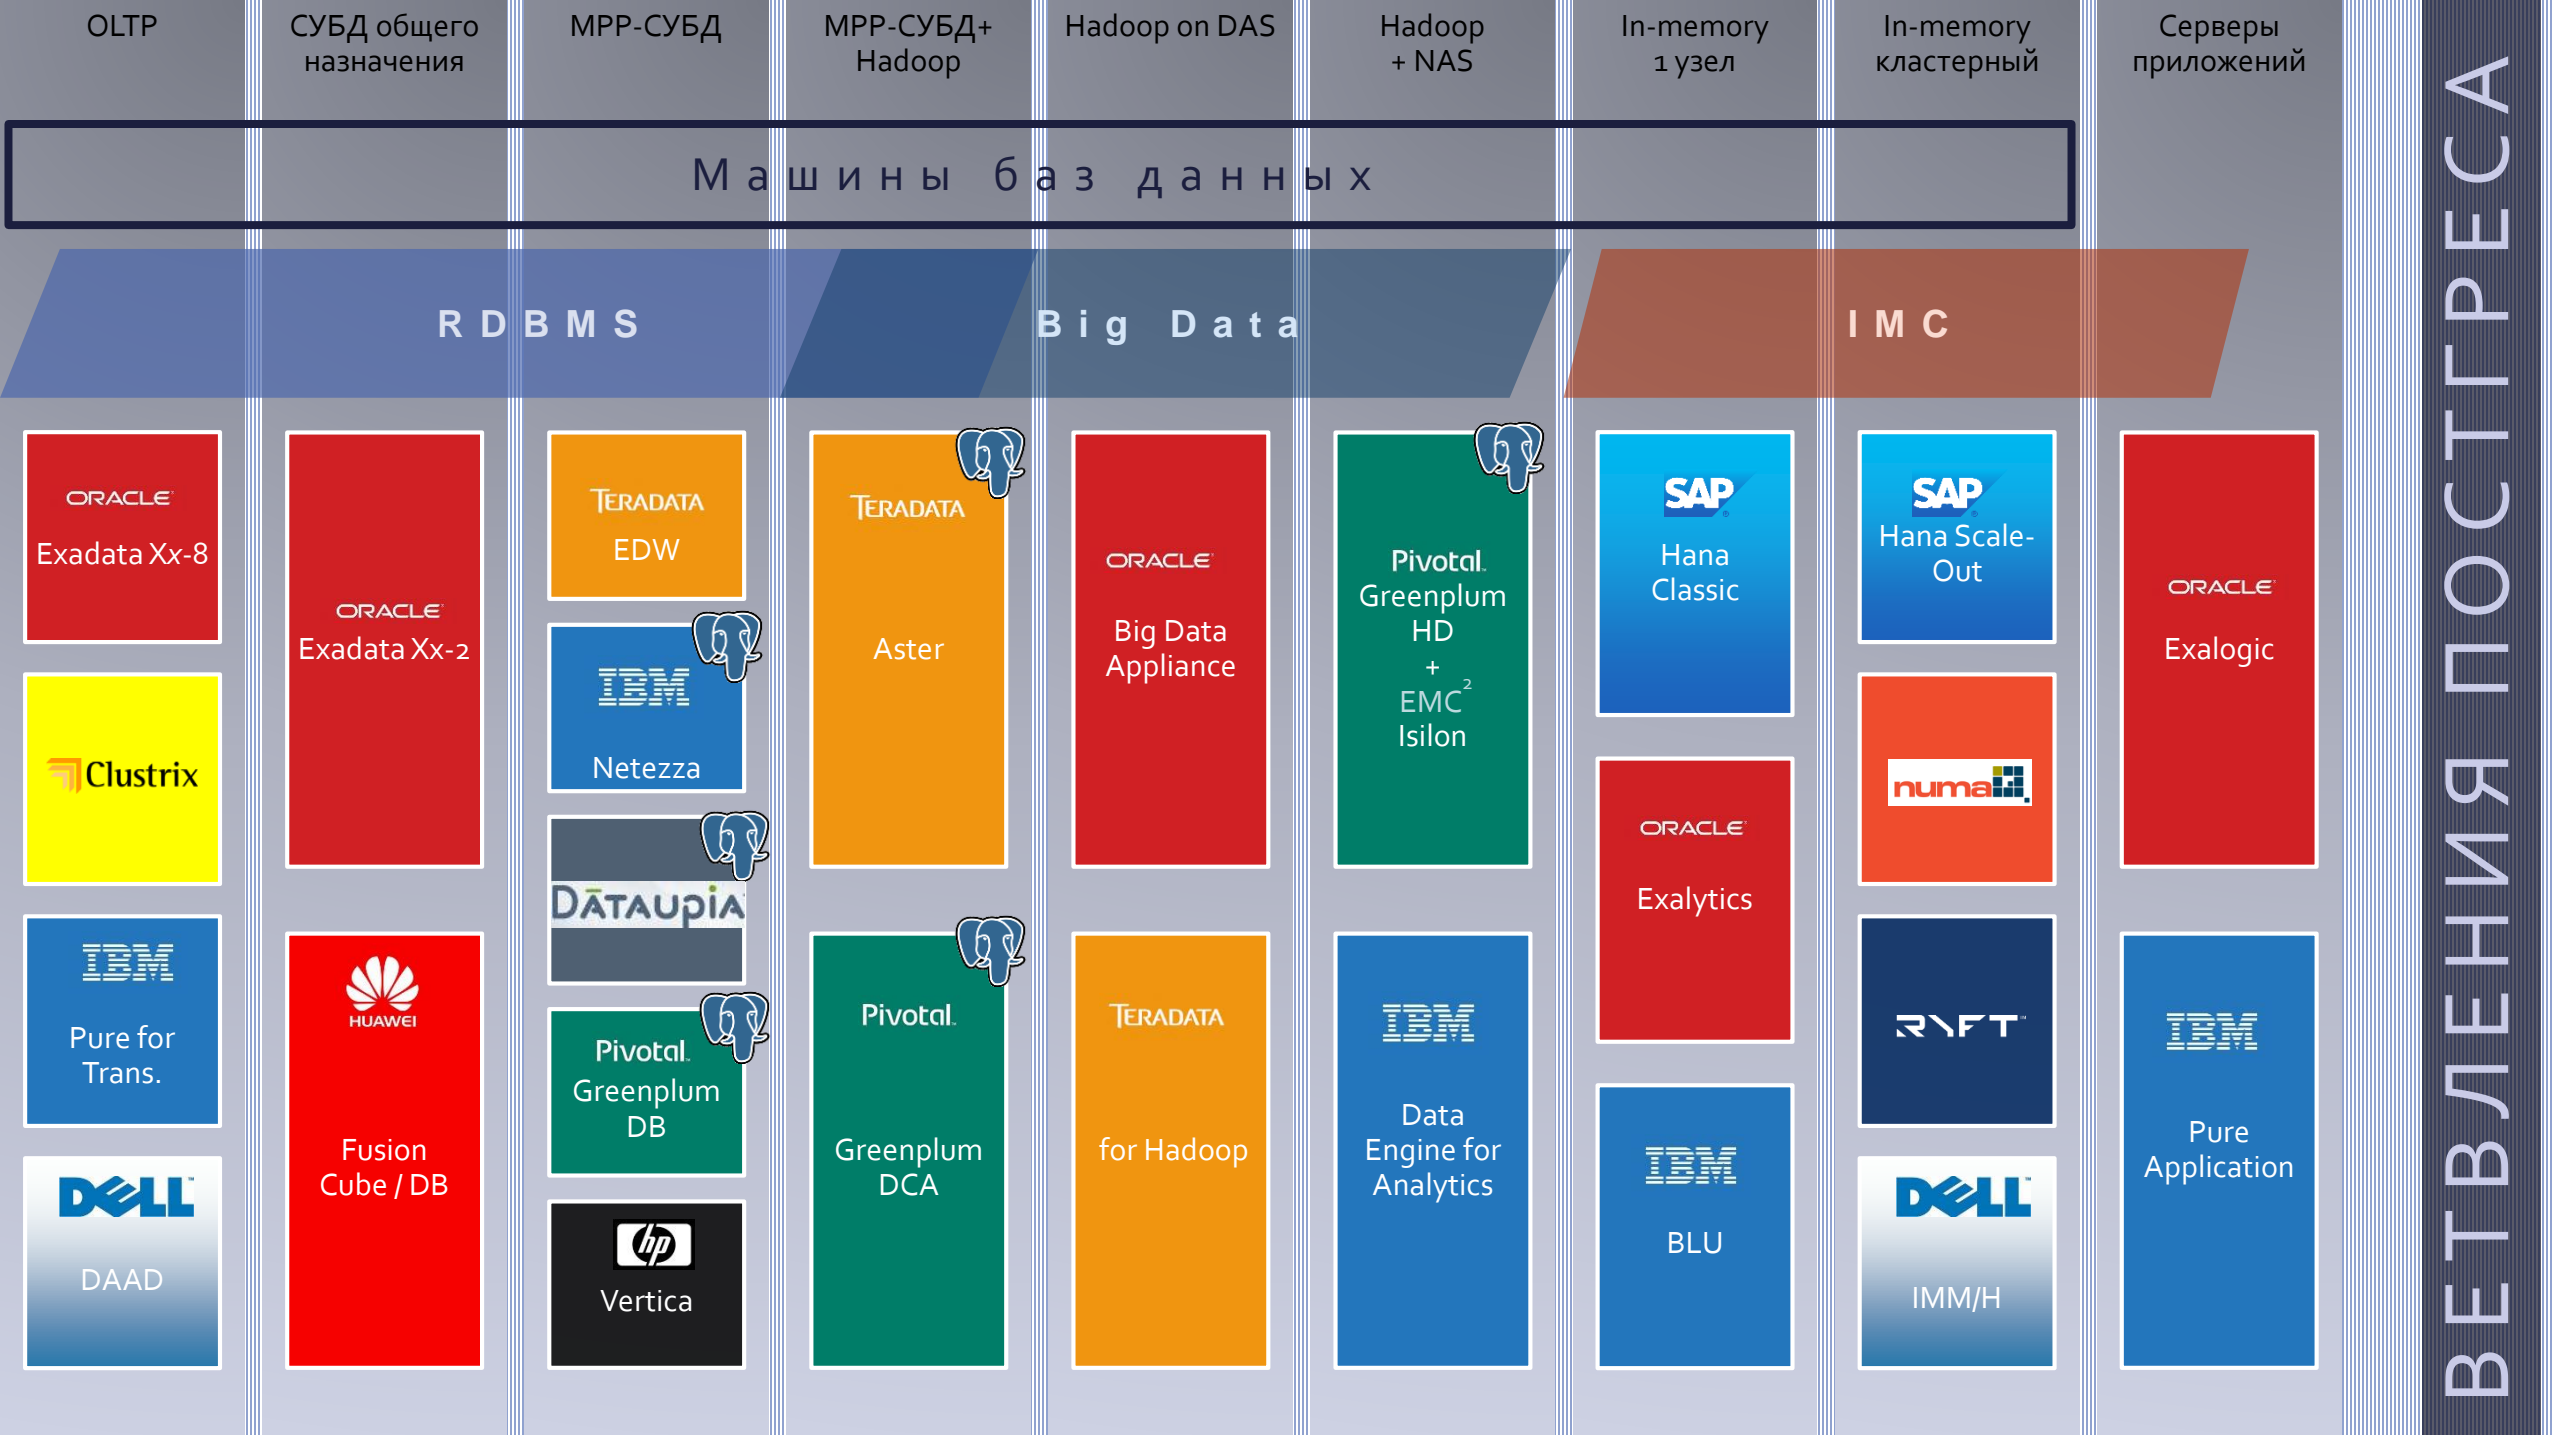 OLTP
СУБД общего
назначения
МРР-СУБД
МРР-СУБД+
Hadoop
Hadoop on DAS
Hadoop
+ NAS
In-memory
1 узел
In-memory
кластерный
Серверы
приложений
Машины баз данных
RDBMS
Big Data
IMC
ORACLE
Exadata Xx-8
Clustrix
IBM
Pure for
Trans.
DELL
DAAD
ORACLE
Exadata Xx-2
HUAWEI
Fusion
Cube / DB
TERADATA
EDW
IBM
Netezza
DATAUPIA
Pivotal
Greenplum
DB
hp
Vertica
TERADATA
Aster
Pivotal
Greenplum
DCA
ORACLE
Big Data
Appliance
TERADATA
for Hadoop
Pivotal
Greenplum
HD
+
EMC²
Isilon
IBM
Data
Engine for
Analytics
SAP
Hana
Classic
ORACLE
Exalytics
IBM
BLU
SAP
Hana Scale-
Out
numa
RYFT
DELL
IMM/H
ORACLE
Exalogic
IBM
Pure
Application
ВЕТВЛЕНИЯ ПОСТГРЕСА